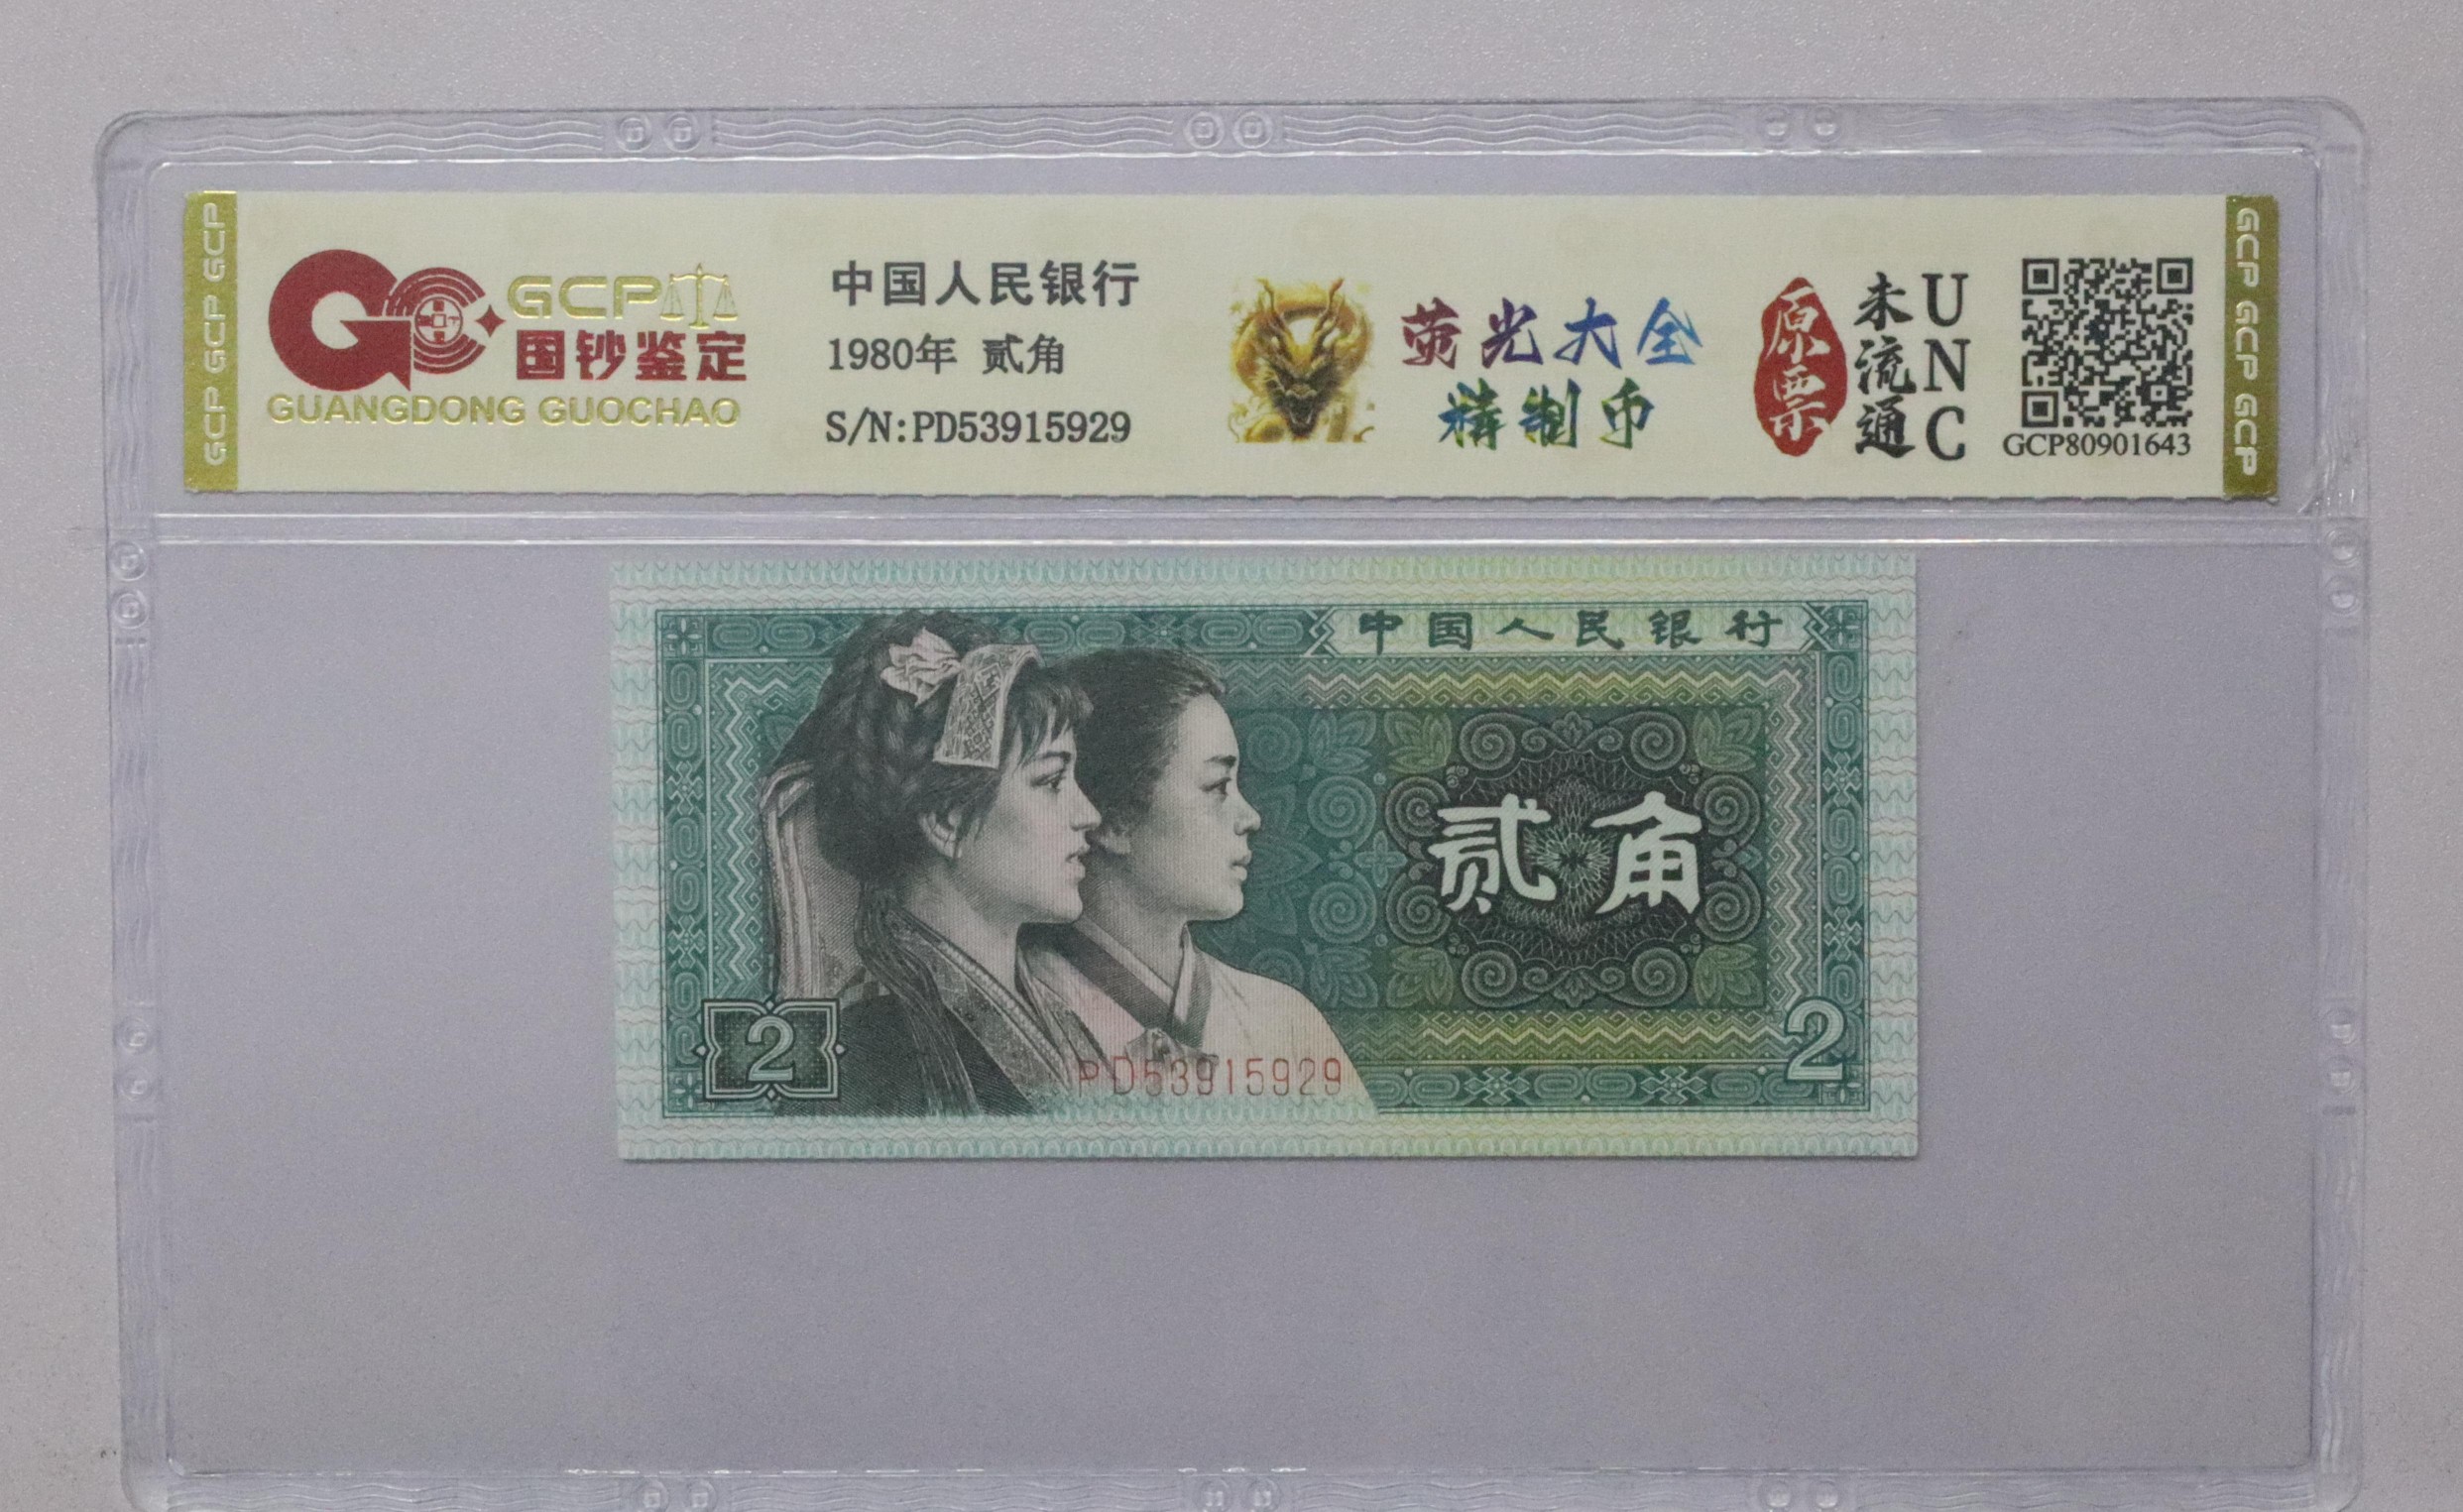 GCP GCP GCP
GCP
国钞鉴定
GUANGDONG GUOCHAO
中国人民银行
1980年 贰角
S/N:PD53915929
荧光大全
精制币
原票
未流通
UNC
GCP80901643
GCP GCP GCP
中国人民银行
贰角
2
PD53915929
2